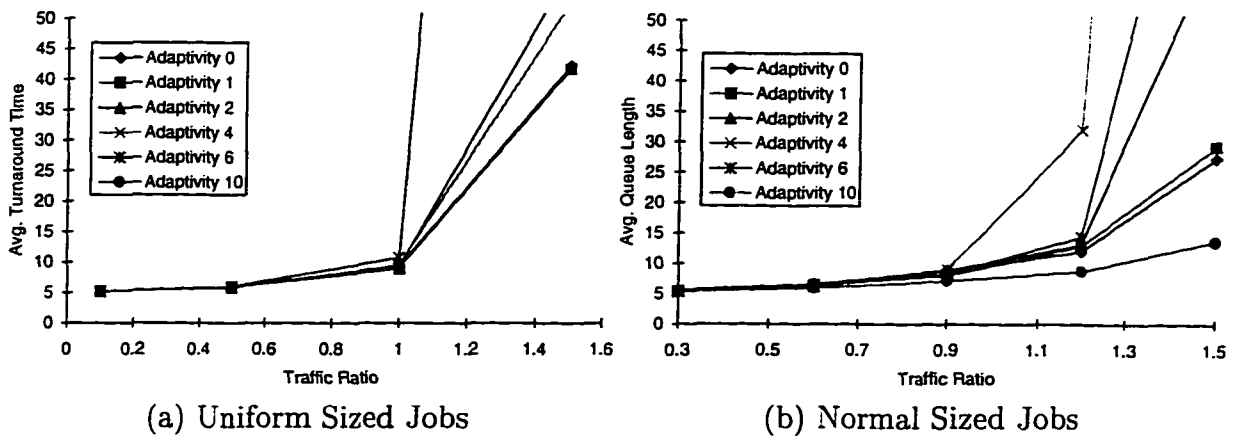 50
45
40
35
30
25
20
15
10
5
0
Avg. Turnaround Time
Adaptivity 0
Adaptivity 1
Adaptivity 2
Adaptivity 4
Adaptivity 6
Adaptivity 10
0 0.2 0.4 0.6 0.8 1 1.2 1.4 1.6
Traffic Ratio
(a) Uniform Sized Jobs
50
45
40
35
30
25
20
15
10
5
0
Avg. Queue Length
Adaptivity 0
Adaptivity 1
Adaptivity 2
Adaptivity 4
Adaptivity 6
Adaptivity 10
0.3 0.5 0.7 0.9 1.1 1.3 1.5
Traffic Ratio
(b) Normal Sized Jobs